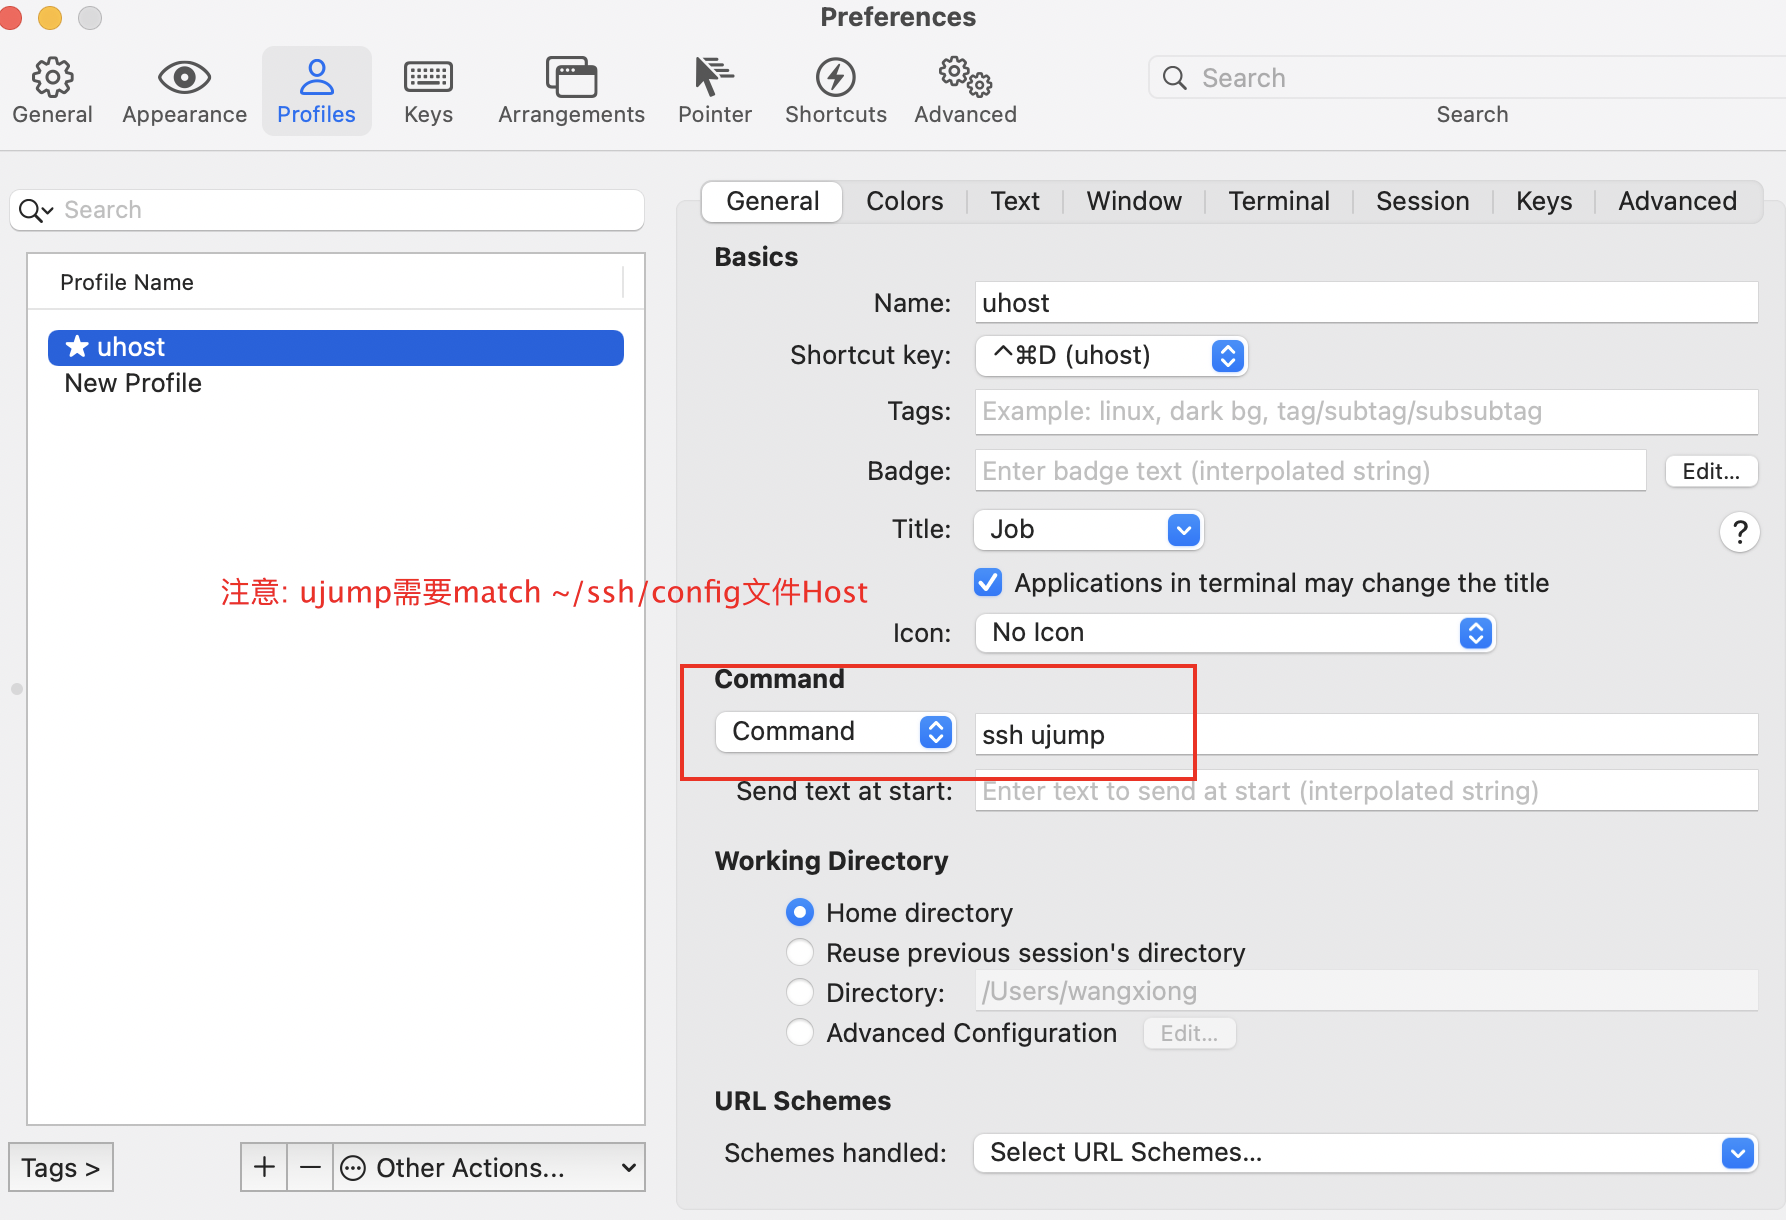 Preferences
General Appearance Profiles Keys Arrangements Pointer Shortcuts Advanced
Search
Search
Search
Profile Name
★ uhost
New Profile
Tags >
+ − Other Actions...
General Colors Text Window Terminal Session Keys Advanced
Basics
Name: uhost
Shortcut key: ^⌘D (uhost)
Tags: Example: linux, dark bg, tag/subtag/subsubtag
Badge: Enter badge text (interpolated string) Edit...
Title: Job ?
Applications in terminal may change the title
注意: ujump需要match ~/ssh/config文件Host
Icon: No Icon
Command
Command ssh ujump
Send text at start: Enter text to send at start (interpolated string)
Working Directory
Home directory
Reuse previous session's directory
Directory: /Users/wangxiong
Advanced Configuration Edit...
URL Schemes
Schemes handled: Select URL Schemes...